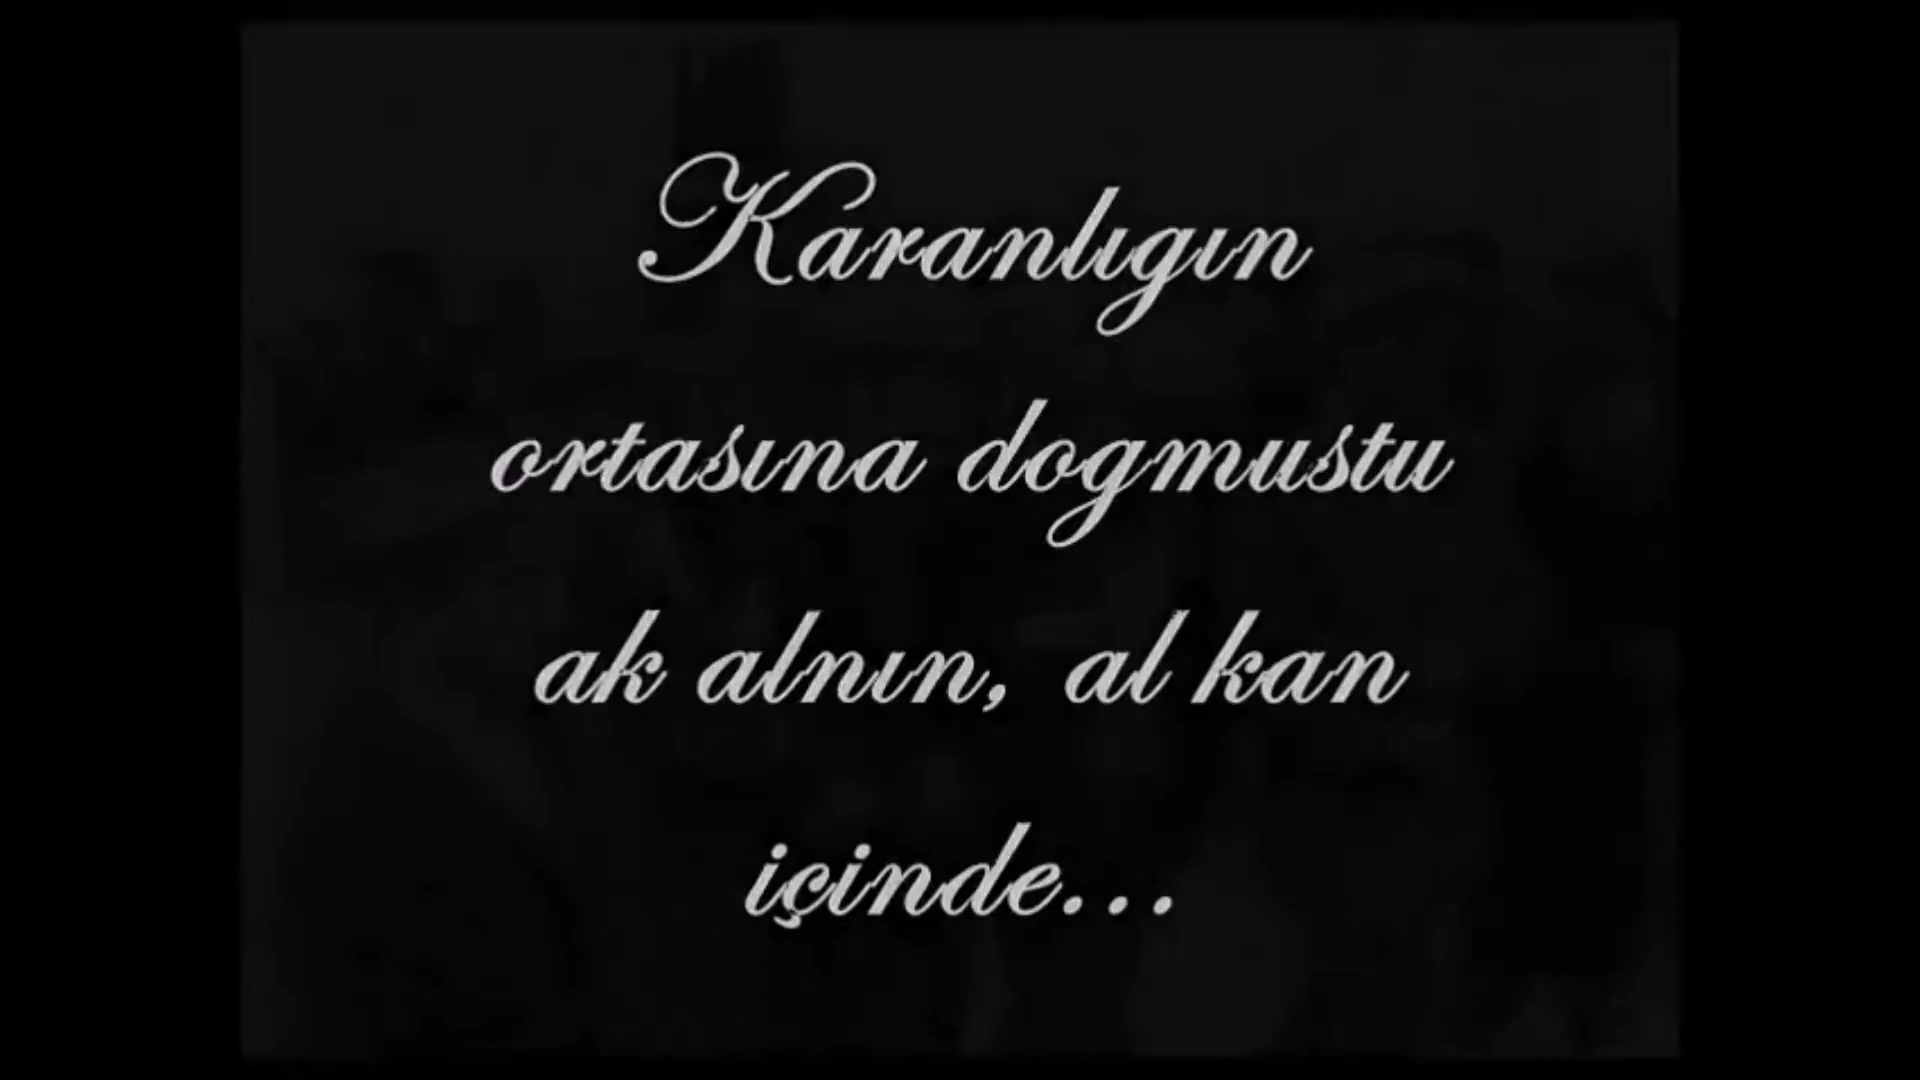 Karanlıgın
ortasına dogmustu
ak alnın, al kan
içinde...